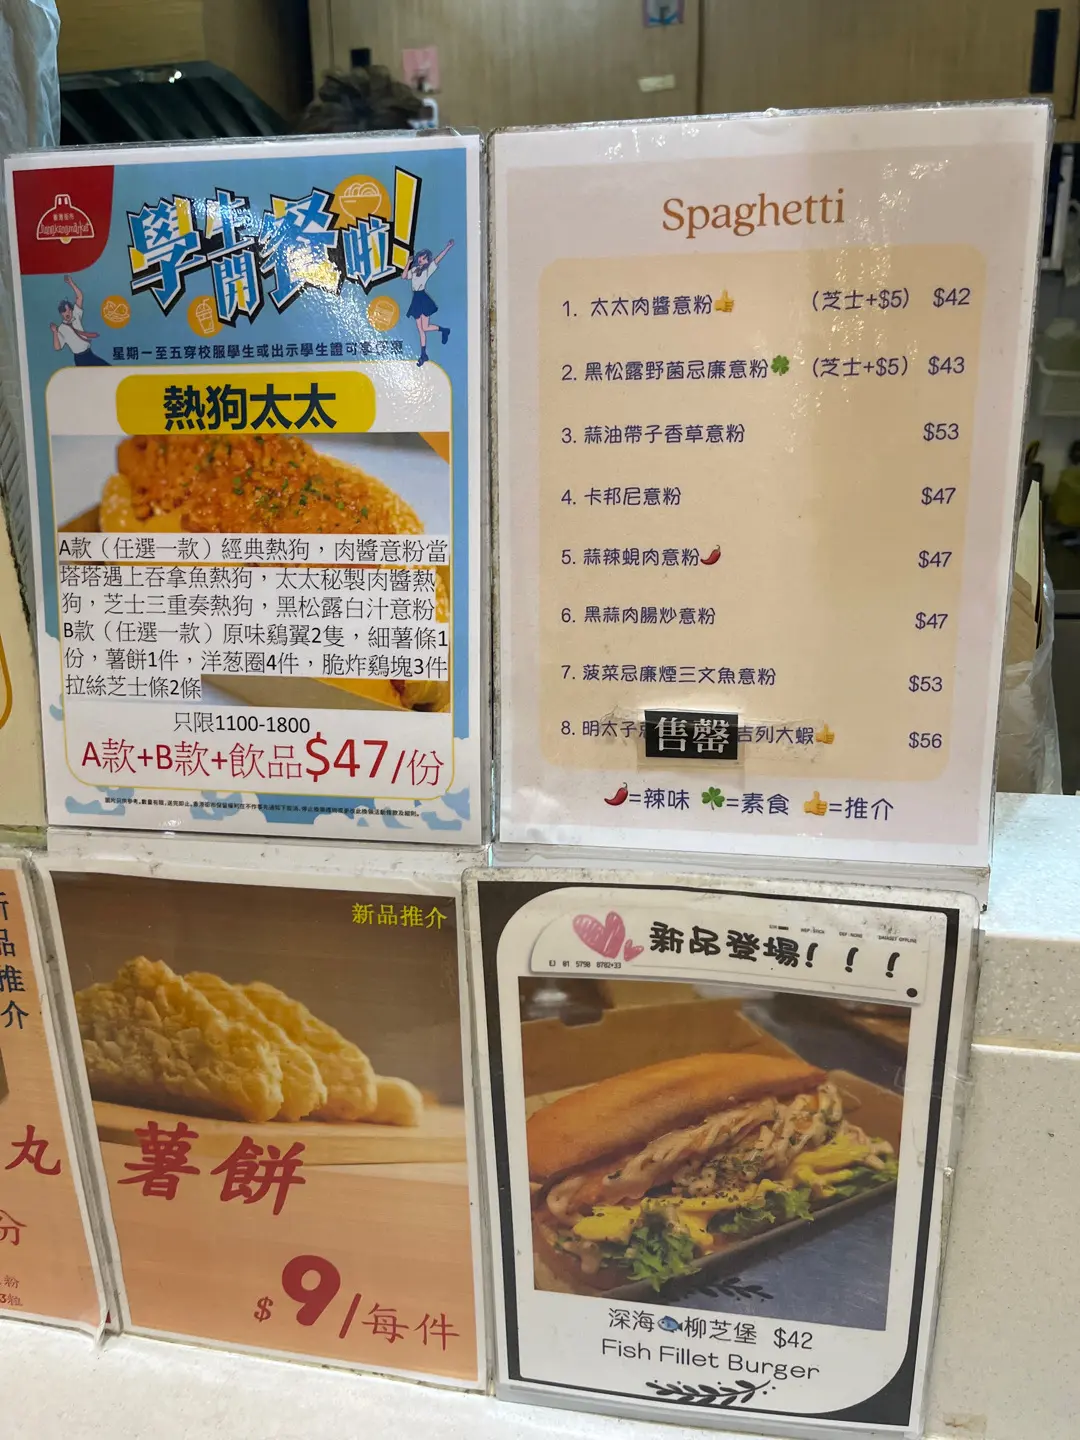 學生開餐啦!
星期一至五穿校服學生或出示學生證可享優惠
熱狗太太
A款（任選一款）經典熱狗，肉醬意粉當
塔塔遇上吞拿魚熱狗，太太秘製肉醬熱
狗，芝士三重奏熱狗，黑松露白汁意粉
B款（任選一款）原味鷄翼2隻，細薯條1
份，薯餅1件，洋葱圈4件，脆炸鷄塊3件
拉絲芝士條2條
只限1100-1800
A款+B款+飲品$47/份
Spaghetti
1. 太太肉醬意粉👍 （芝士+$5） $42
2. 黑松露野菌忌廉意粉🍀 （芝士+$5） $43
3. 蒜油帶子香草意粉 $53
4. 卡邦尼意粉 $47
5. 蒜辣蜆肉意粉🌶 $47
6. 黑蒜肉腸炒意粉 $47
7. 菠菜忌廉煙三文魚意粉 $53
8. 明太子 售罄 吉列大蝦👍 $56
🌶=辣味 🍀=素食 👍=推介
新品推介
丸
份
粉
新品推介
薯餅
$9/每件
新品登場! ! !
深海🐟柳芝堡 $42
Fish Fillet Burger